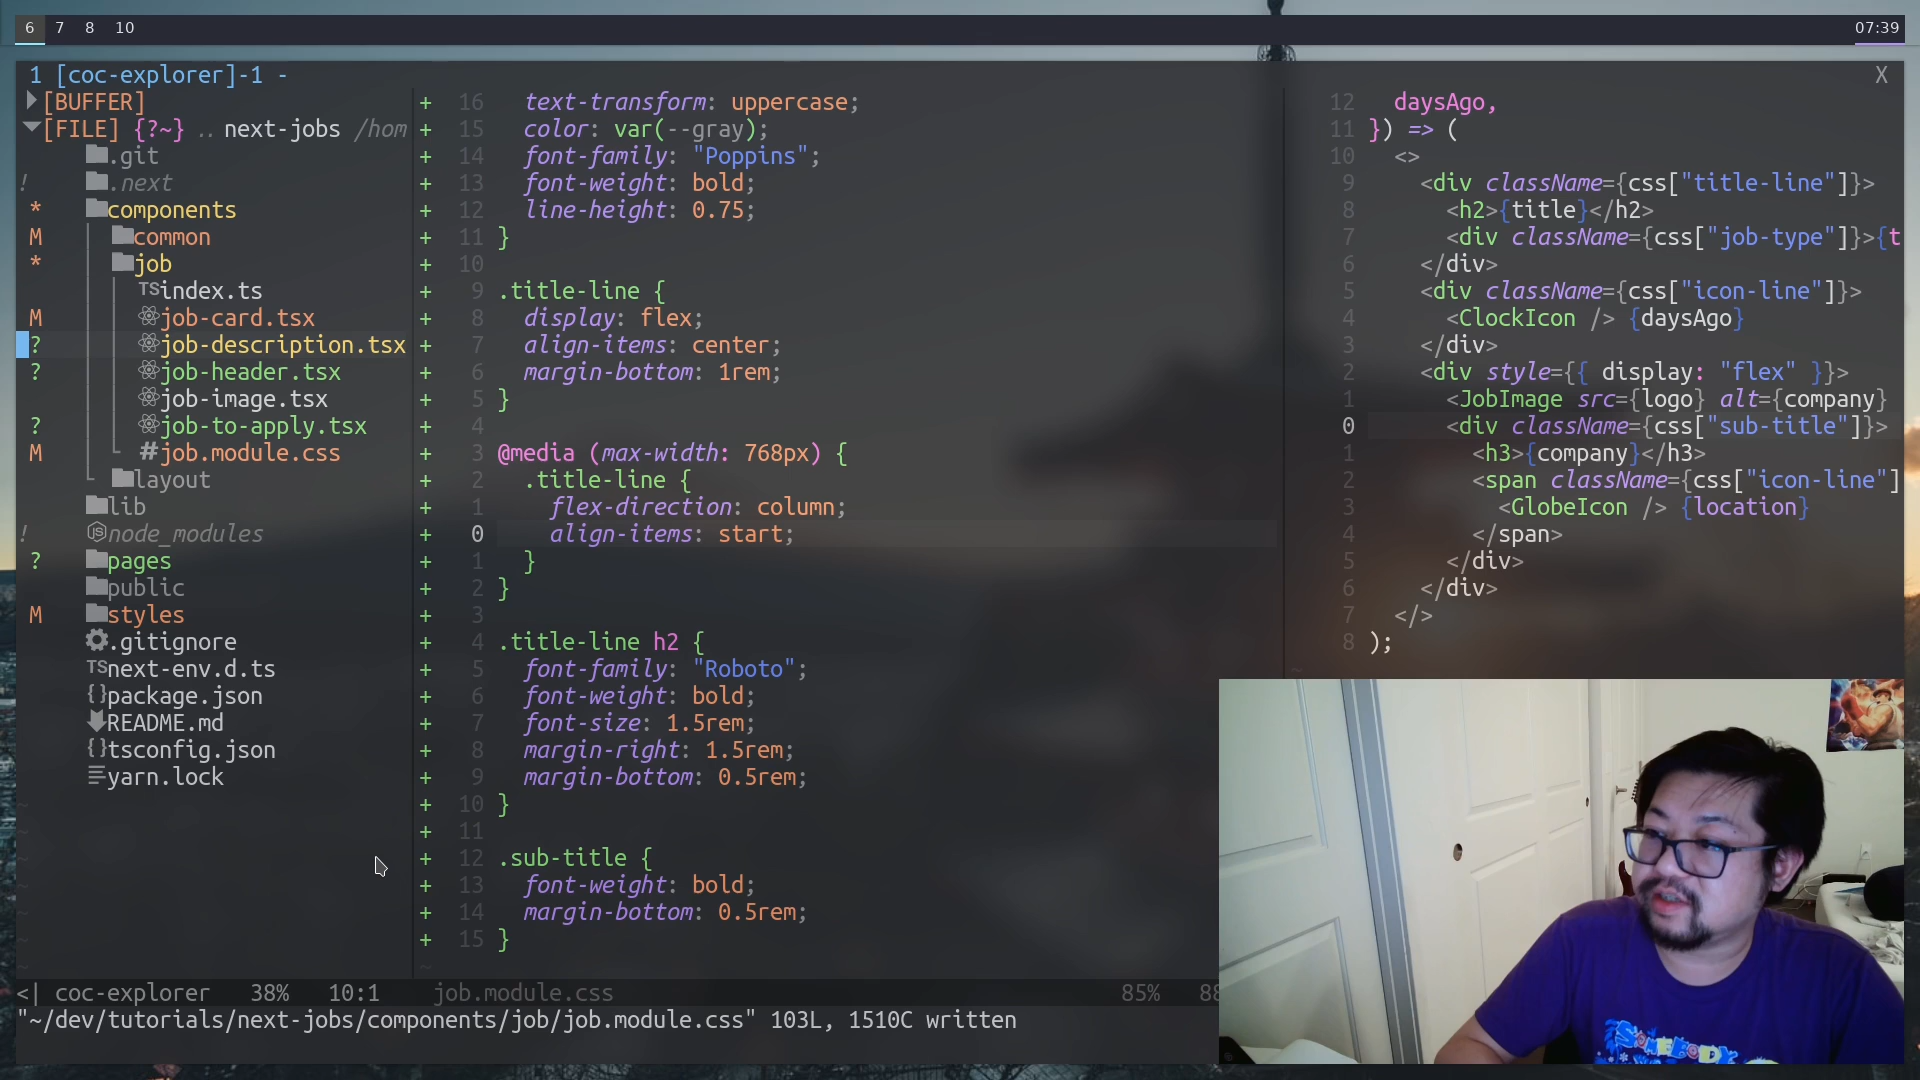 6 7 8 10
07:39
1 [coc-explorer]-1 -
X
[BUFFER]
[FILE] {?~} .. next-jobs /hom
.git
! .next
* components
M common
* job
TS index.ts
M job-card.tsx
? job-description.tsx
? job-header.tsx
job-image.tsx
? job-to-apply.tsx
M # job.module.css
layout
lib
! node_modules
? pages
public
M styles
.gitignore
TS next-env.d.ts
{} package.json
README.md
{} tsconfig.json
yarn.lock
+ 16 text-transform: uppercase;
+ 15 color: var(--gray);
+ 14 font-family: "Poppins";
+ 13 font-weight: bold;
+ 12 line-height: 0.75;
+ 11 }
+ 10
+ 9 .title-line {
+ 8 display: flex;
+ 7 align-items: center;
+ 6 margin-bottom: 1rem;
+ 5 }
+ 4
+ 3 @media (max-width: 768px) {
+ 2 .title-line {
+ 1 flex-direction: column;
+ 0 align-items: start;
+ 1 }
+ 2 }
+ 3
+ 4 .title-line h2 {
+ 5 font-family: "Roboto";
+ 6 font-weight: bold;
+ 7 font-size: 1.5rem;
+ 8 margin-right: 1.5rem;
+ 9 margin-bottom: 0.5rem;
+ 10 }
+ 11
+ 12 .sub-title {
+ 13 font-weight: bold;
+ 14 margin-bottom: 0.5rem;
+ 15 }
12 daysAgo,
11 }) => (
10 <>
9 <div className={css["title-line"]}>
8 <h2>{title}</h2>
7 <div className={css["job-type"]}>{t
6 </div>
5 <div className={css["icon-line"]}>
4 <ClockIcon /> {daysAgo}
3 </div>
2 <div style={{ display: "flex" }}>
1 <JobImage src={logo} alt={company}
0 <div className={css["sub-title"]}>
1 <h3>{company}</h3>
2 <span className={css["icon-line"]
3 <GlobeIcon /> {location}
4 </span>
5 </div>
6 </div>
7 </>
8 );
<| coc-explorer 38% 10:1 job.module.css 85% 88
"~/dev/tutorials/next-jobs/components/job/job.module.css" 103L, 1510C written
SOMEBODY